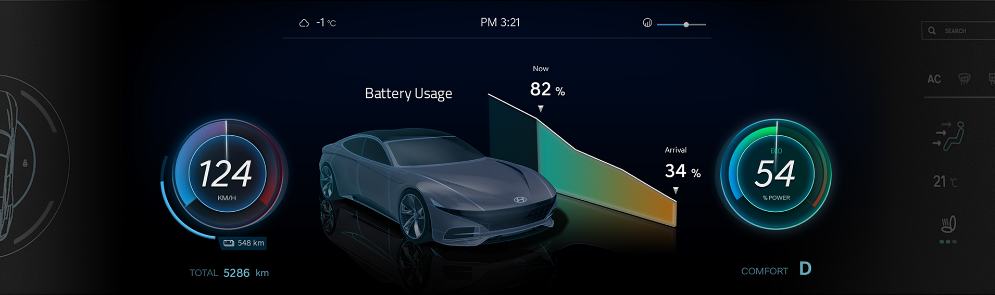 -1 °C
PM 3:21
SEARCH
Now
82 %
Battery Usage
AC
Arrival
34 %
124
KM/H
ECO
54
% POWER
21 °C
548 km
TOTAL 5286 km
COMFORT D